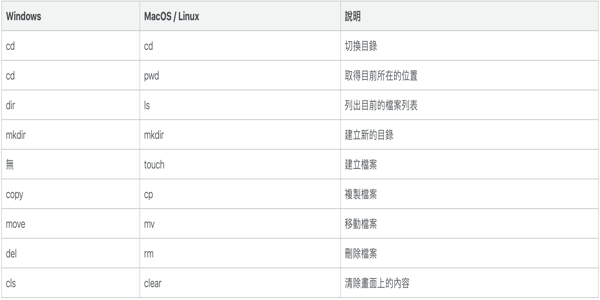 Windows MacOS / Linux 說明
cd cd 切換目錄
cd pwd 取得目前所在的位置
dir ls 列出目前的檔案列表
mkdir mkdir 建立新的目錄
無 touch 建立檔案
copy cp 複製檔案
move mv 移動檔案
del rm 刪除檔案
cls clear 清除畫面上的內容